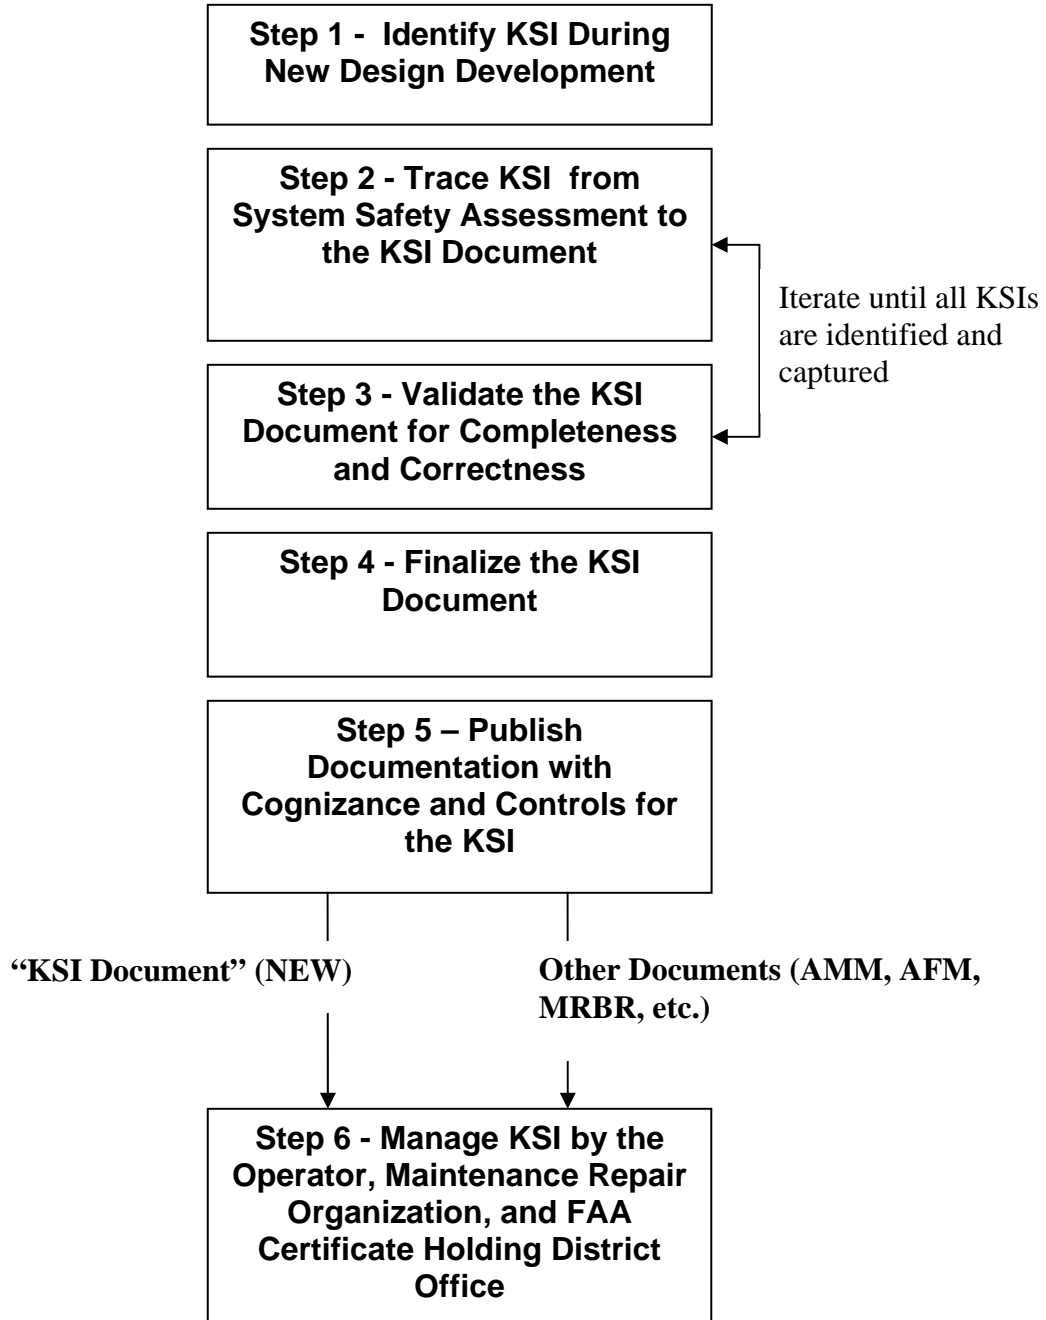 Step 1 -  Identify KSI During
New Design Development
Step 2 - Trace KSI  from
System Safety Assessment to
the KSI Document
Iterate until all KSIs
are identified and
captured
Step 3 - Validate the KSI
Document for Completeness
and Correctness
Step 4 - Finalize the KSI
Document
Step 5 – Publish
Documentation with
Cognizance and Controls for
the KSI
“KSI Document” (NEW)
Other Documents (AMM, AFM,
MRBR, etc.)
Step 6 - Manage KSI by the
Operator, Maintenance Repair
Organization, and FAA
Certificate Holding District
Office